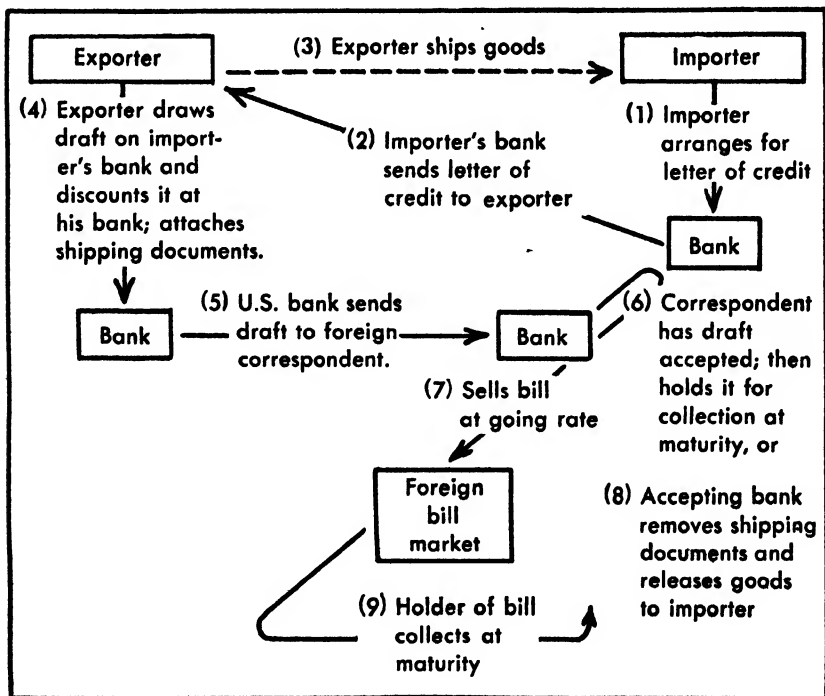 (3) Exporter ships goods
Exporter
Importer
(4) Exporter draws
draft on import-
er's bank and
discounts it at
his bank; attaches
shipping documents.
(2) Importer's bank
sends letter of
credit to exporter
(1) Importer
arranges for
letter of credit
Bank
Bank
(5) U.S. bank sends
draft to foreign
correspondent.
Bank
(6) Correspondent
has draft
accepted; then
holds it for
collection at
maturity, or
(7) Sells bill
at going rate
Foreign
bill
market
(8) Accepting bank
removes shipping
documents and
releases goods
to importer
(9) Holder of bill
collects at
maturity